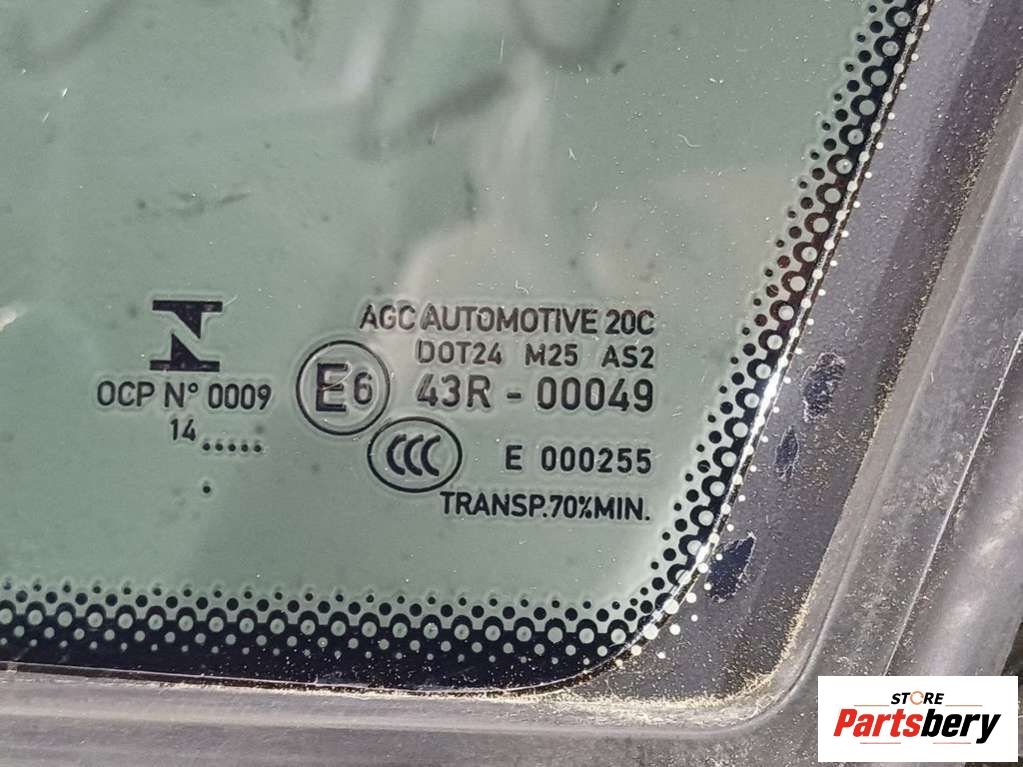 AGC AUTOMOTIVE 20C
DOT24 M25 AS2
E6 43R - 00049
CCC E 000255
TRANSP.70%MIN.
N
OCP N° 0009
14.....
.
STORE
Partsbery